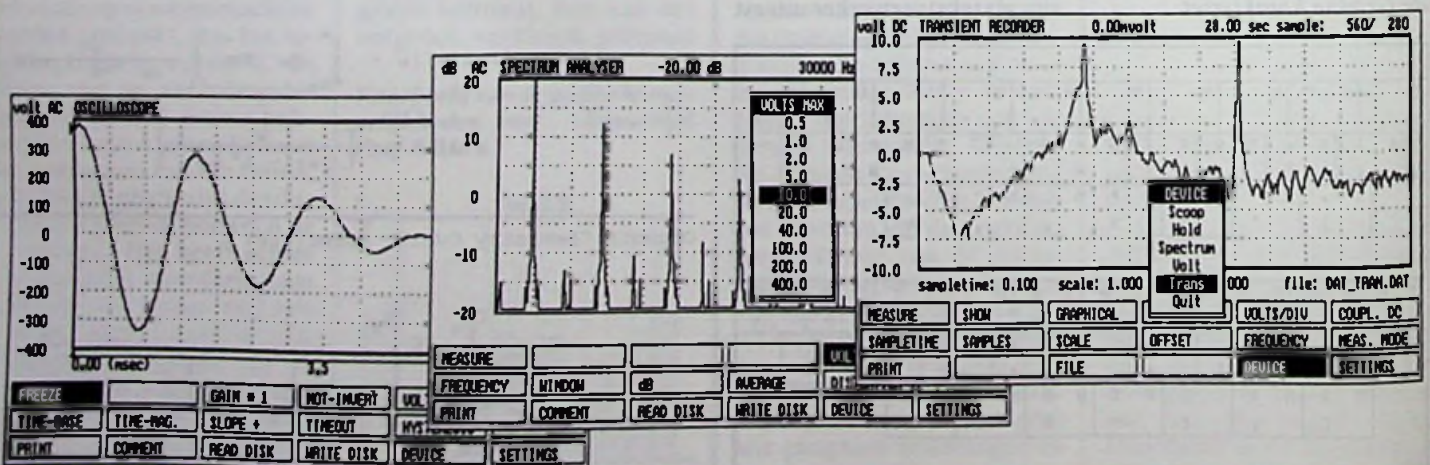 volt AC OSCILLOSCOPE
400
300
200
100
0
-100
-200
-300
-400
0.00 (msec)
3.5
FREEZE
GAIN * 1
NOT-INVERT
TIME-BASE
TIME-MAG.
SLOPE +
TIMEOUT
PRINT
COMMENT
READ DISK
WRITE DISK
DEVICE
SETTINGS
dB AC SPECTRUM ANALYSER -20.00 dB 30000 Hz
20
10
0
-10
-20
VOLTS MAX
0.5
1.0
2.0
5.0
10.0
20.0
40.0
100.0
200.0
400.0
MEASURE
FREQUENCY
WINDOW
dB
AVERAGE
PRINT
COMMENT
READ DISK
WRITE DISK
DEVICE
SETTINGS
volt DC TRANSIENT RECORDER 0.00mvolt 28.00 sec sample: 560/ 280
10.0
7.5
5.0
2.5
0.0
-2.5
-5.0
-7.5
-10.0
DEVICE
Scoop
Hold
Spectrum
Volt
Trans
Quit
sampletime: 0.100 scale: 1.000 000 file: DAT_TRAN.DAT
MEASURE
SHOW
GRAPHICAL
VOLTS/DIV
COUPL. DC
SAMPLETIME
SAMPLES
SCALE
OFFSET
FREQUENCY
MEAS. MODE
PRINT
FILE
DEVICE
SETTINGS